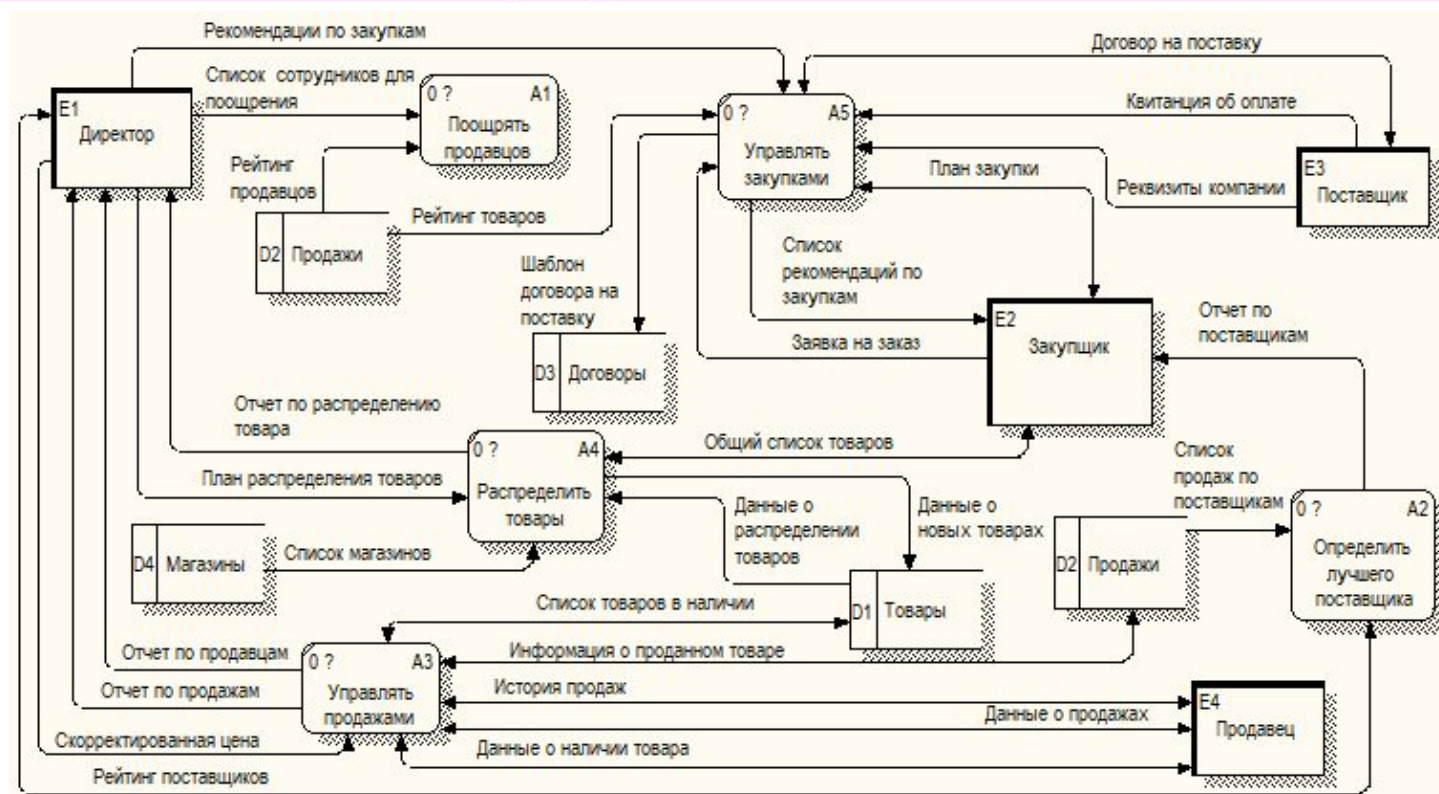 Рекомендации по закупкам
Договор на поставку
Список сотрудников для
поощрения
E1
Директор
0 ?
A1
Поощрять
продавцов
0 ?
A5
Управлять
закупками
Квитанция об оплате
Рейтинг
продавцов
План закупки
Реквизиты компании
E3
Поставщик
Рейтинг товаров
D2
Продажи
Шаблон
договора на
поставку
Список
рекомендаций по
закупкам
E2
Закупщик
Отчет по
поставщикам
Заявка на заказ
D3
Договоры
Отчет по распределению
товара
0 ?
A4
Распределить
товары
Общий список товаров
Список
продаж по
поставщикам
План распределения товаров
Данные о
распределении
товаров
Данные о
новых товарах
0 ?
A2
Определить
лучшего
поставщика
D4
Магазины
Список магазинов
D2
Продажи
Список товаров в наличии
D1
Товары
Отчет по продавцам
0 ?
A3
Управлять
продажами
Информация о проданном товаре
Отчет по продажам
История продаж
E4
Продавец
Данные о продажах
Скорректированная цена
Данные о наличии товара
Рейтинг поставщиков